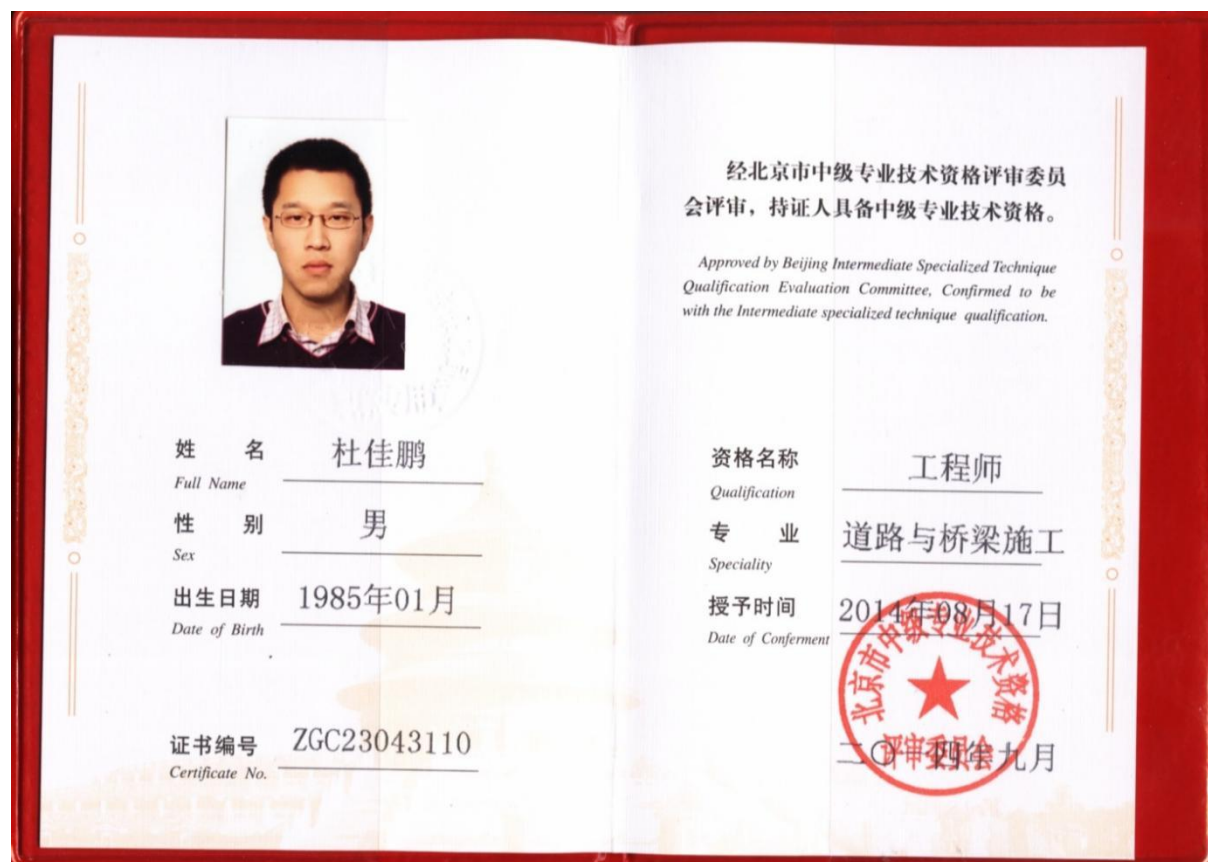 姓 名 杜佳鹏
Full Name
性 别 男
Sex
出生日期 1985年01月
Date of Birth
证书编号 ZGC23043110
Certificate No.
经北京市中级专业技术资格评审委员
会评审，持证人具备中级专业技术资格。
Approved by Beijing Intermediate Specialized Technique
Qualification Evaluation Committee, Confirmed to be
with the Intermediate specialized technique qualification.
资格名称 工程师
Qualification
专 业 道路与桥梁施工
Speciality
授予时间 2014年08月17日
Date of Conferment
北京市中级专业技术资格
评审委员会
二〇一四年九月